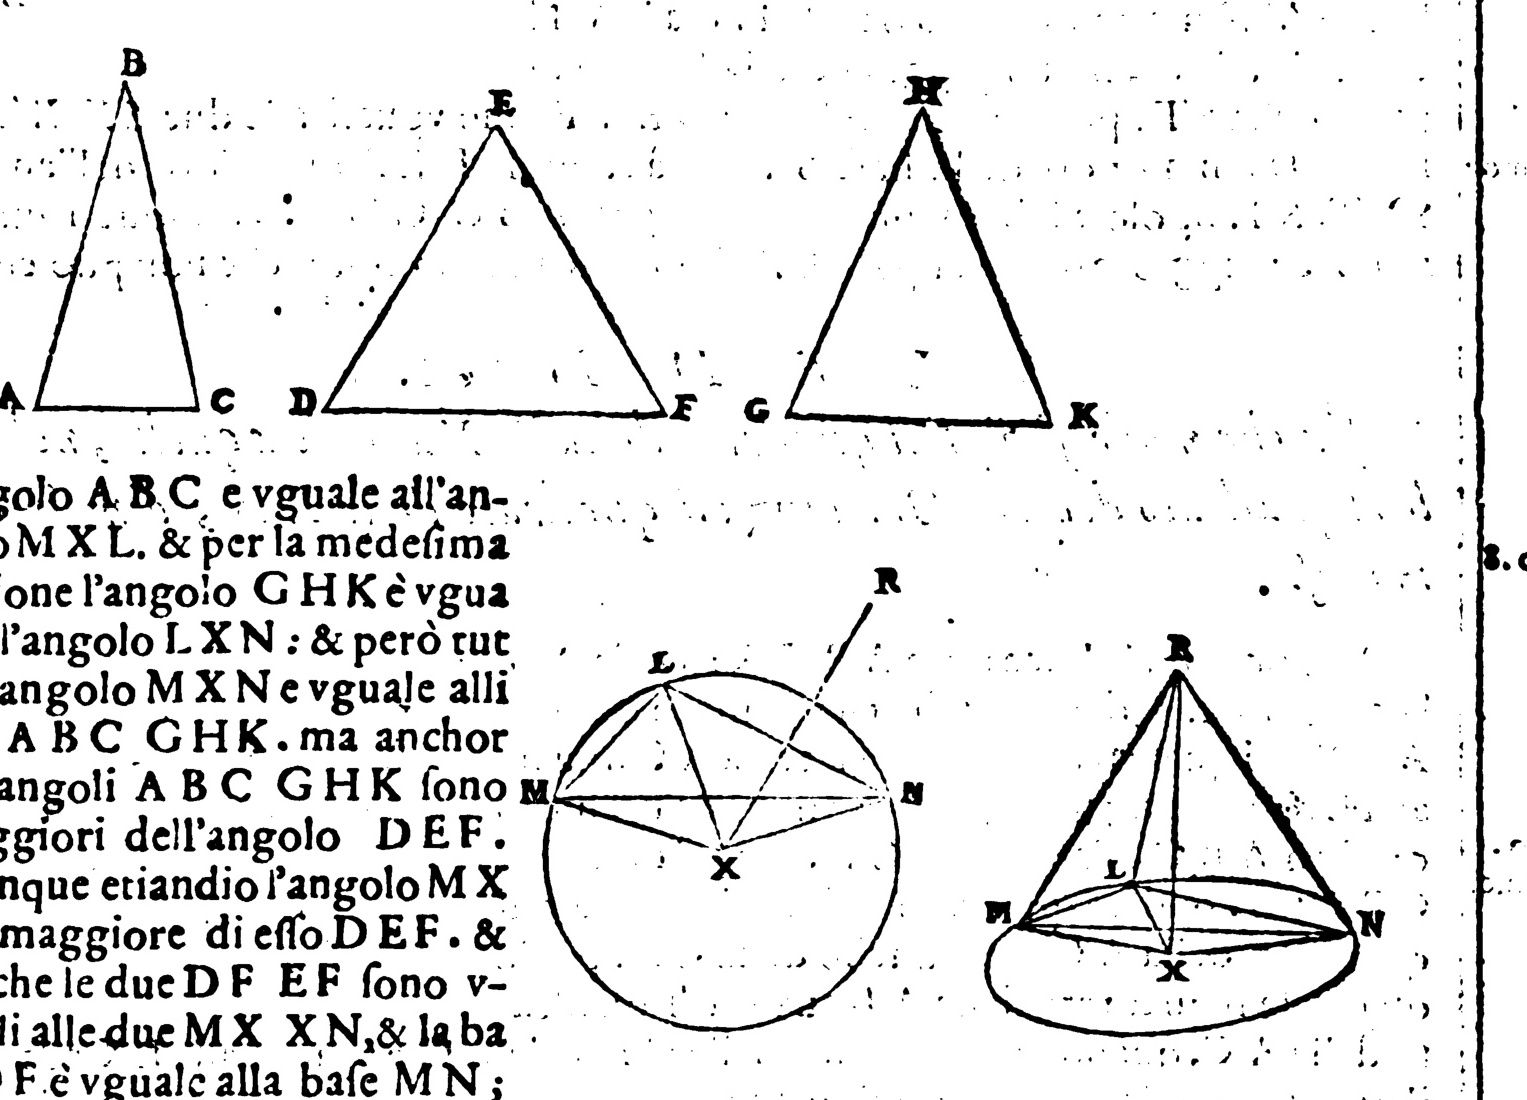 B
E
H
A C D F G K
golo A B C e vguale all'an-
o M X L. & per la medeſima
ione l'angolo G H K è vgua
l'angolo L X N : & però tut
angolo M X N e vguale alli
A B C G H K . ma anchor
angoli A B C G H K ſono
ggiori dell'angolo D E F .
nque etiandio l'angolo M X
maggiore di eſſo D E F . &
che le due D F E F ſono v-
li alle due M X X N, & la ba
F è vguale alla baſe M N ;
R
L
M N
X
R
L
M N
X
8.